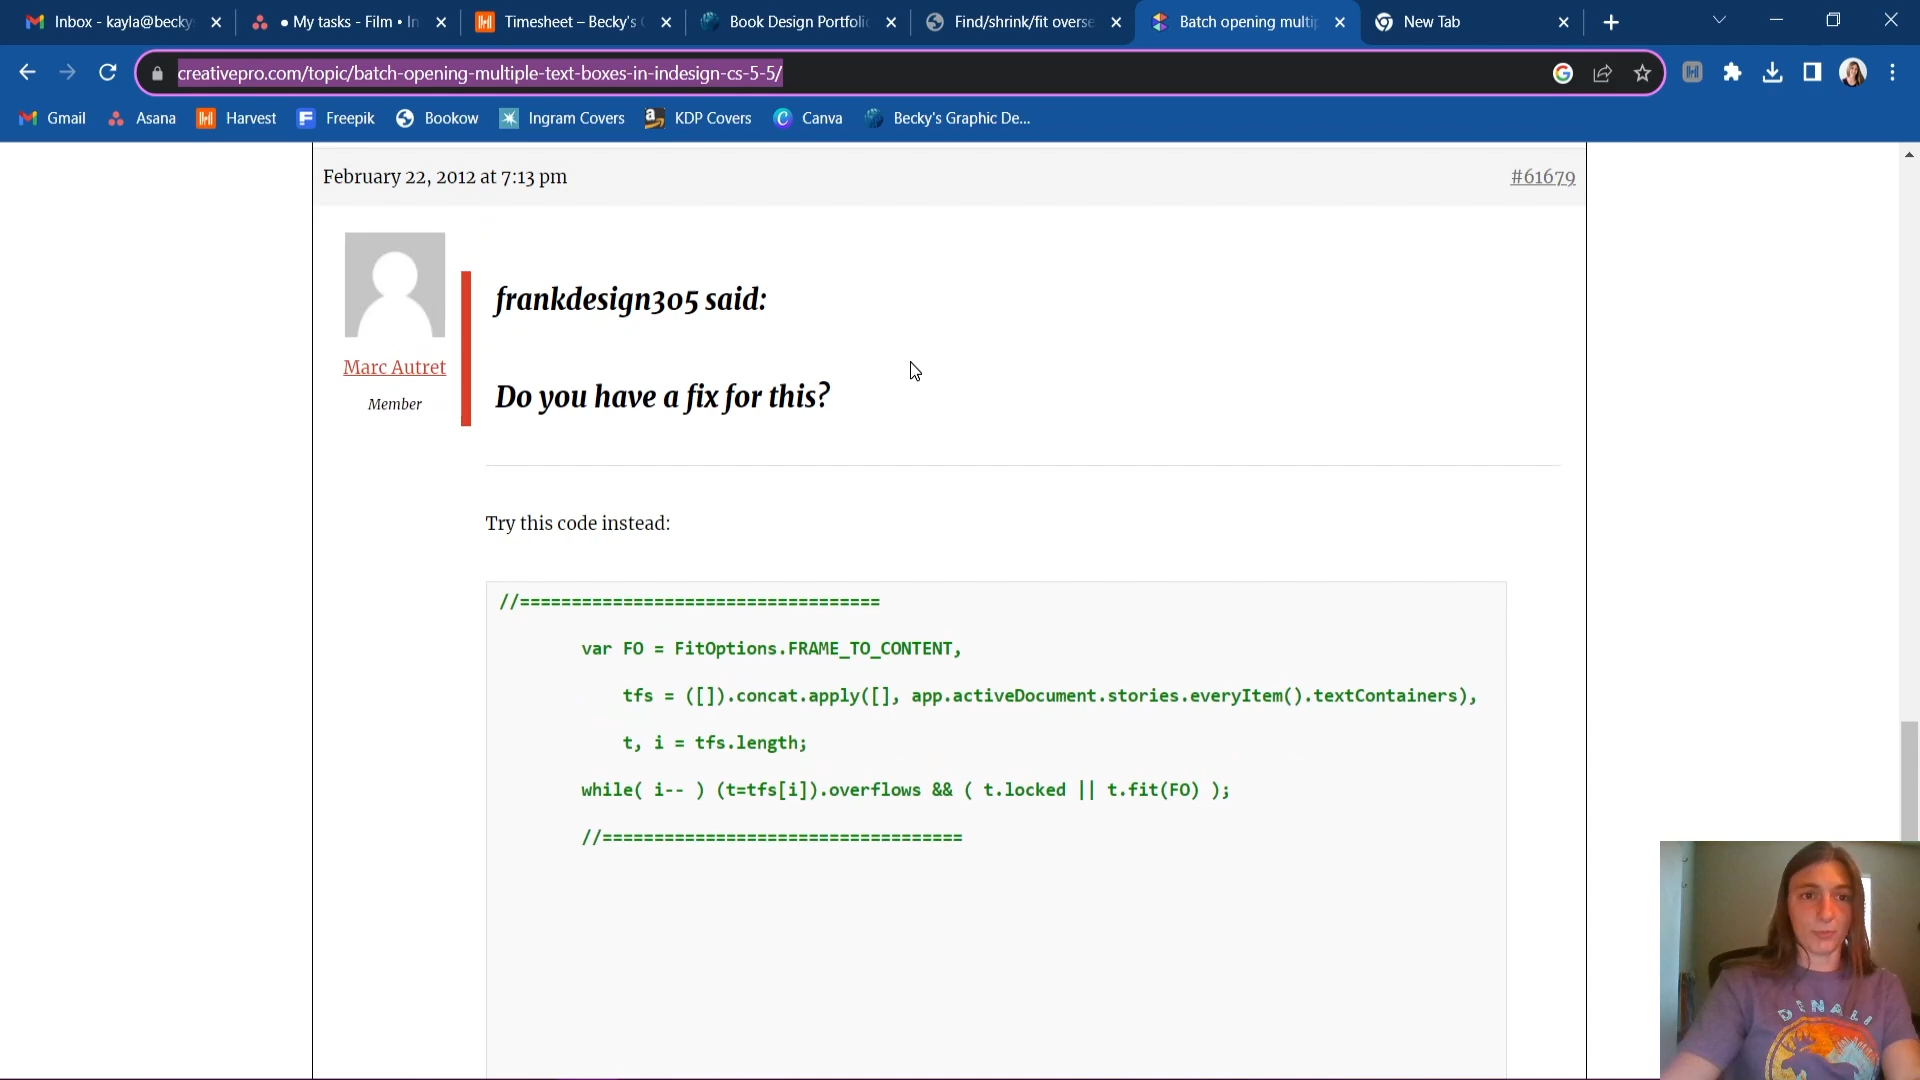 Inbox - kayla@becky
My tasks - Film • In
Timesheet – Becky's
Book Design Portfoli
Find/shrink/fit overse
Batch opening multip
New Tab
creativepro.com/topic/batch-opening-multiple-text-boxes-in-indesign-cs-5-5/
Gmail
Asana
Harvest
Freepik
Bookow
Ingram Covers
KDP Covers
Canva
Becky's Graphic De...
February 22, 2012 at 7:13 pm
#61679
frankdesign305 said:
Marc Autret
Do you have a fix for this?
Member
Try this code instead:
//===================================
var FO = FitOptions.FRAME_TO_CONTENT,
tfs = ([]).concat.apply([], app.activeDocument.stories.everyItem().textContainers),
t, i = tfs.length;
while( i-- ) (t=tfs[i]).overflows && ( t.locked || t.fit(FO) );
//===================================
DENALI